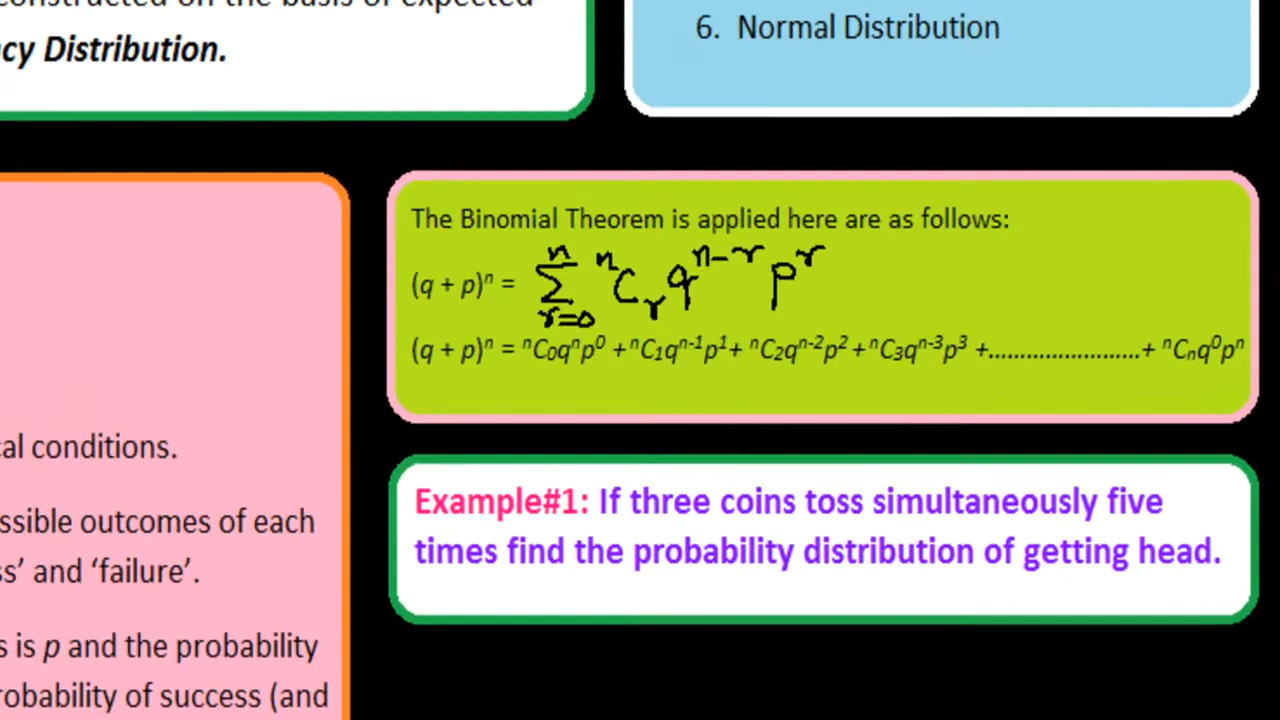 constructed on the basis of expected
cy Distribution.
6. Normal Distribution
The Binomial Theorem is applied here are as follows:
(q + p)ⁿ = ∑ⁿᵣ₌₀ ⁿCᵣ qⁿ⁻ʳ pʳ
(q + p)ⁿ = ⁿC₀qⁿp⁰ + ⁿC₁qⁿ⁻¹p¹ + ⁿC₂qⁿ⁻²p² + ⁿC₃qⁿ⁻³p³ +........................+ ⁿCₙq⁰pⁿ
cal conditions.
Example#1: If three coins toss simultaneously five
times find the probability distribution of getting head.
ssible outcomes of each
ss’ and ‘failure’.
s is p and the probability
robability of success (and